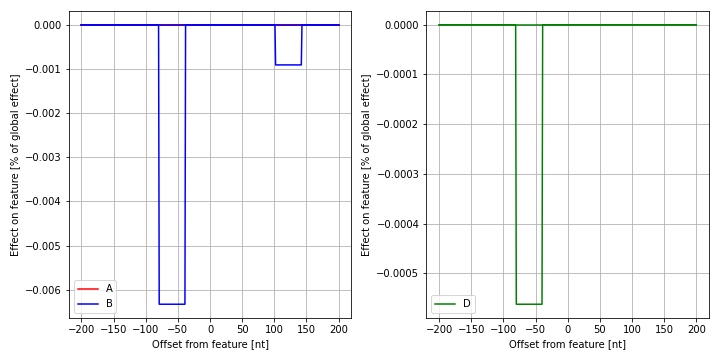 0.000
−0.001
−0.002
−0.003
−0.004
−0.005
−0.006
Effect on feature [% of global effect]
A
B
−200 −150 −100 −50 0 50 100 150 200
Offset from feature [nt]
0.0000
−0.0001
−0.0002
−0.0003
−0.0004
−0.0005
Effect on feature [% of global effect]
D
−200 −150 −100 −50 0 50 100 150 200
Offset from feature [nt]